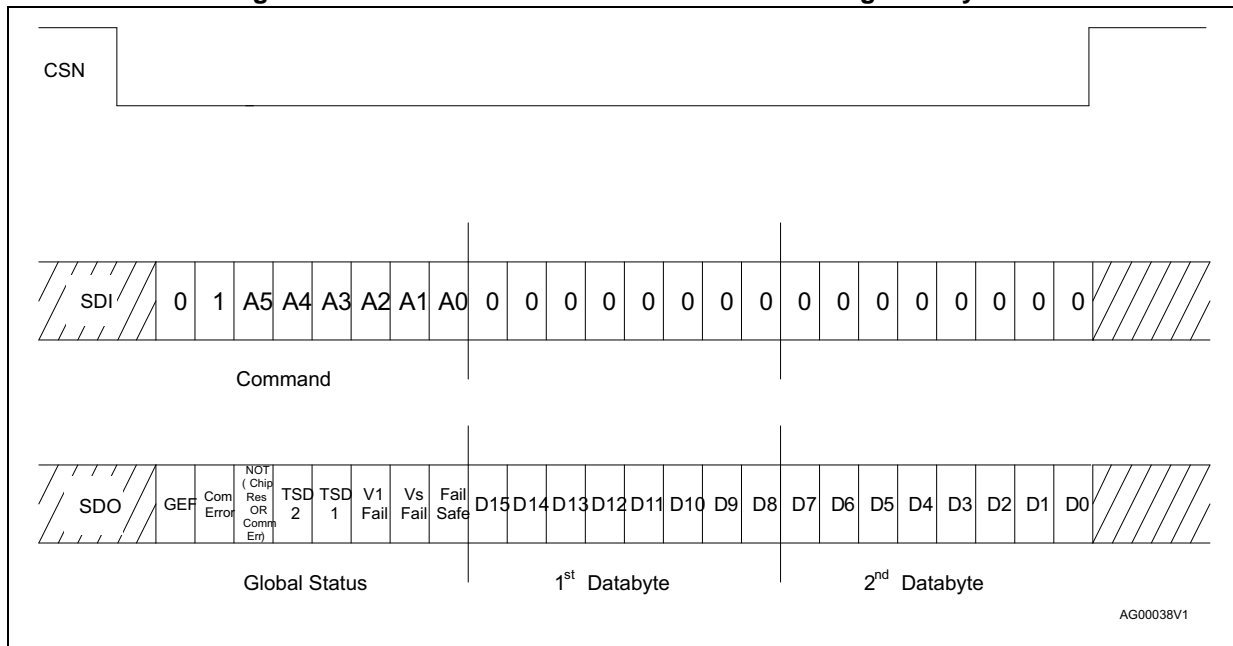 CSN
SDI 0 1 A5 A4 A3 A2 A1 A0 0 0 0 0 0 0 0 0 0 0 0 0 0 0 0 0
Command
SDO GEF Com Error NOT ( Chip Res OR Comm Err) TSD 2 TSD 1 V1 Fail Vs Fail Fail Safe D15 D14 D13 D12 D11 D10 D9 D8 D7 D6 D5 D4 D3 D2 D1 D0
Global Status 1st Databyte 2nd Databyte
AG00038V1